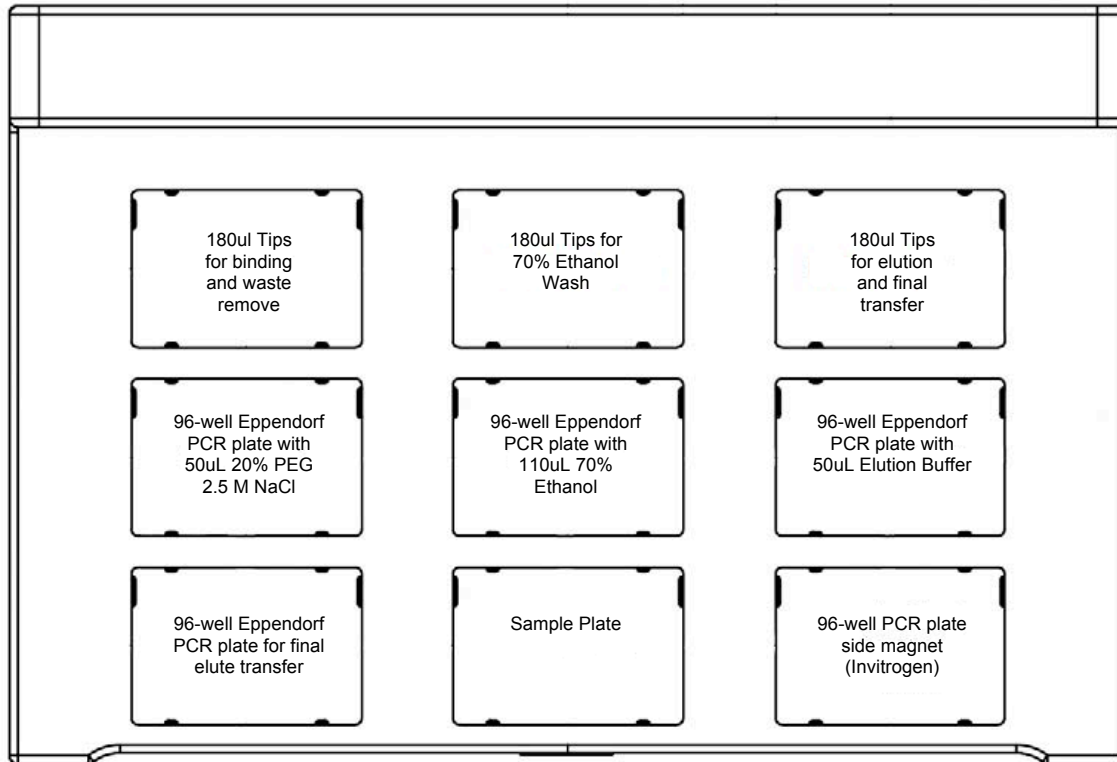 180ul Tips
for binding
and waste
remove
180ul Tips for
70% Ethanol
Wash
180ul Tips
for elution
and final
transfer
96-well Eppendorf
PCR plate with
50uL 20% PEG
2.5 M NaCl
96-well Eppendorf
PCR plate with
110uL 70%
Ethanol
96-well Eppendorf
PCR plate with
50uL Elution Buffer
96-well Eppendorf
PCR plate for final
elute transfer
Sample Plate
96-well PCR plate
side magnet
(Invitrogen)